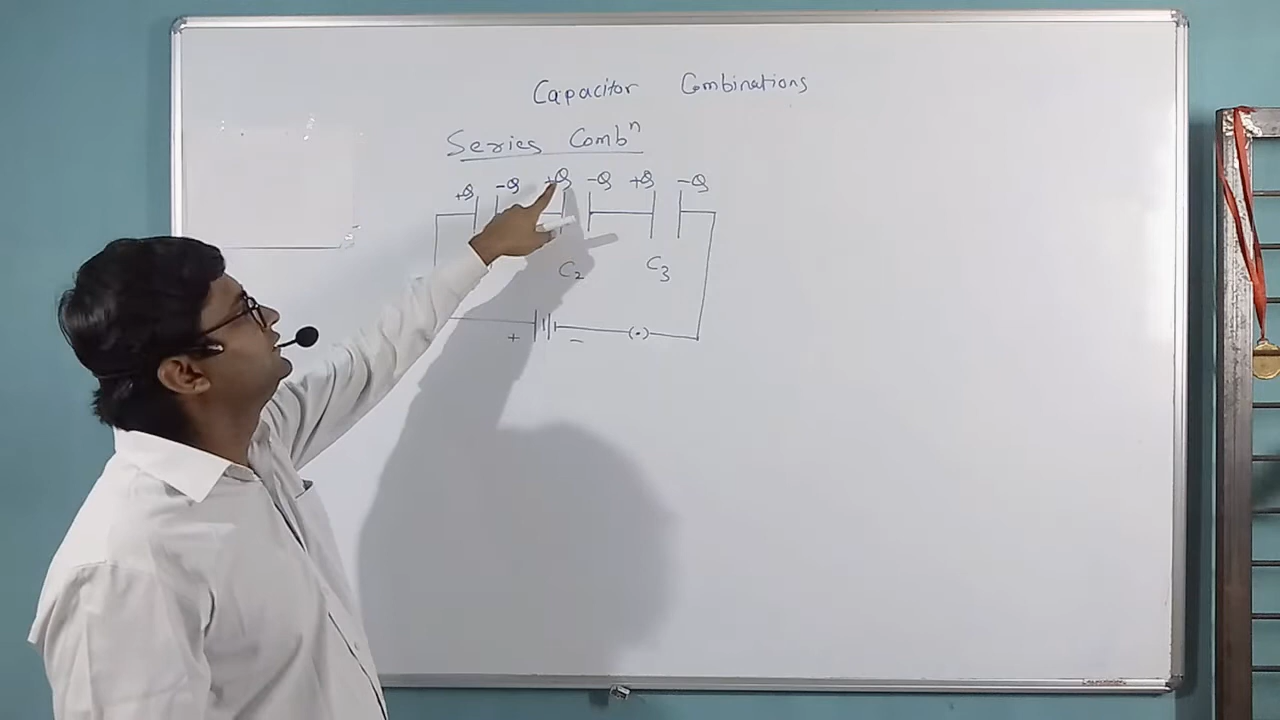 Capacitor Combinations
Series Combⁿ
+Q -Q +Q -Q +Q -Q
C₂ C₃
+ - (•)